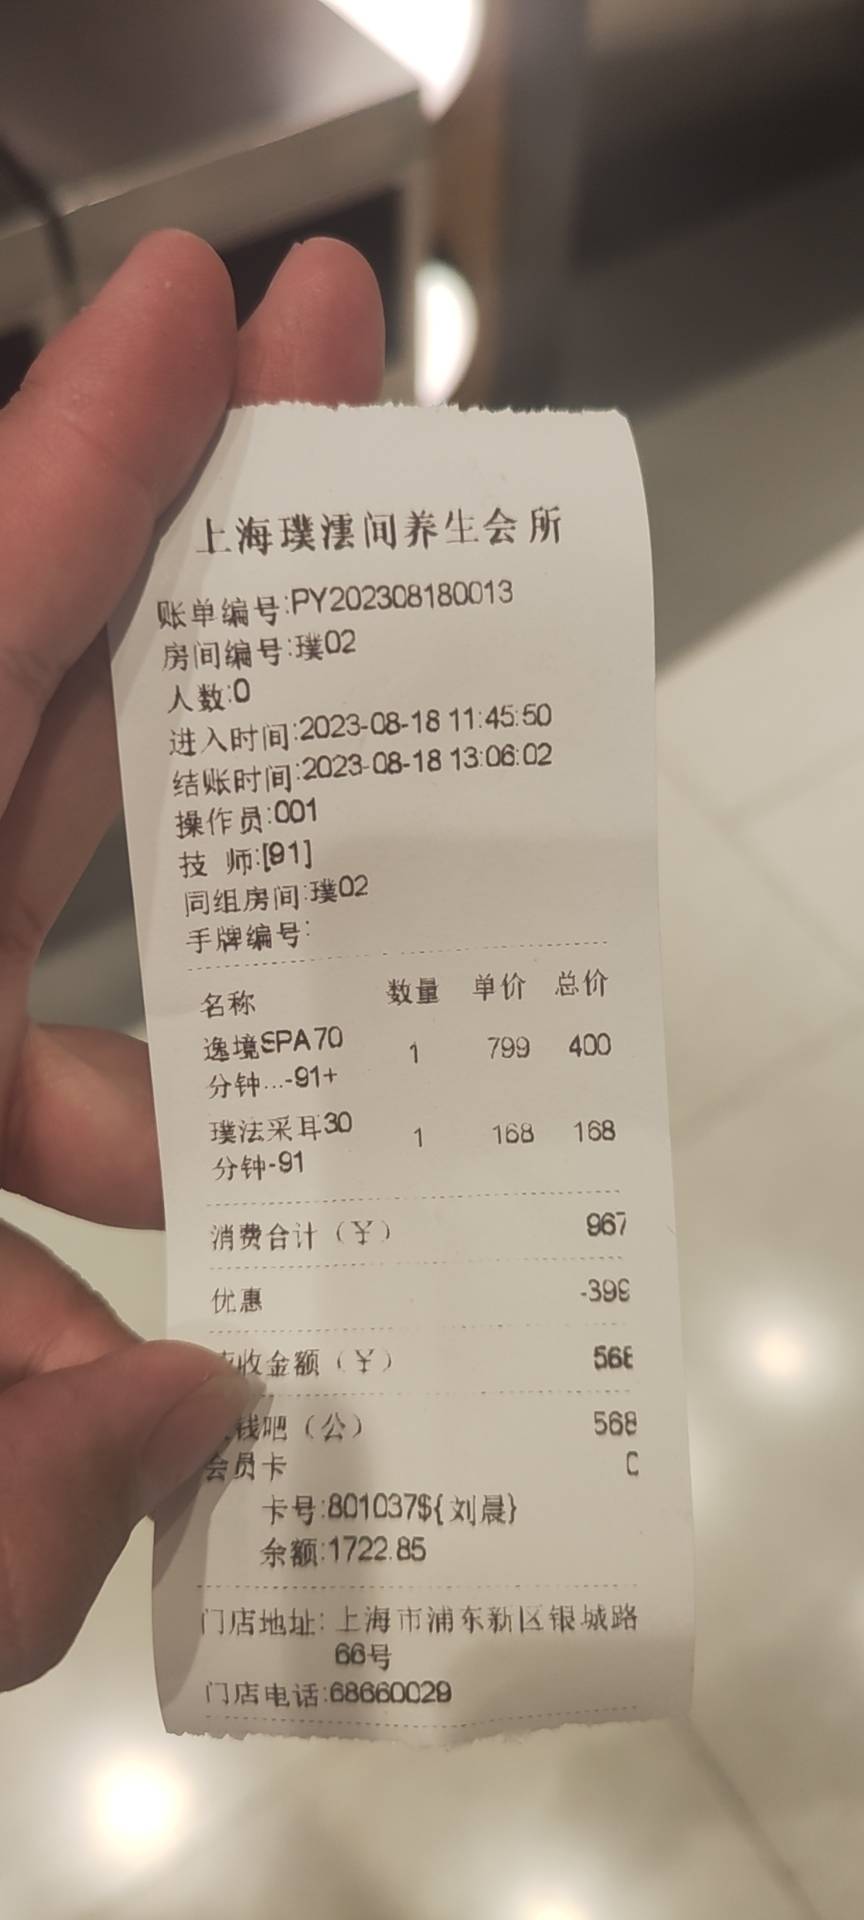 上海璞澐间养生会所
账单编号:PY202308180013
房间编号:璞02
人数:0
进入时间:2023-08-18 11:45:50
结账时间:2023-08-18 13:06:02
操作员:001
技 师:[91]
同组房间:璞02
手牌编号:
名称 数量 单价 总价
逸境SPA70 1 799 400
分钟...-91+
璞法采耳30 1 168 168
分钟-91
消费合计（￥） 967
优惠 -399
收金额（￥） 568
钱吧（公） 568
会员卡 0
卡号:801037${刘晨}
余额:1722.85
门店地址: 上海市浦东新区银城路
66号
门店电话:68660029